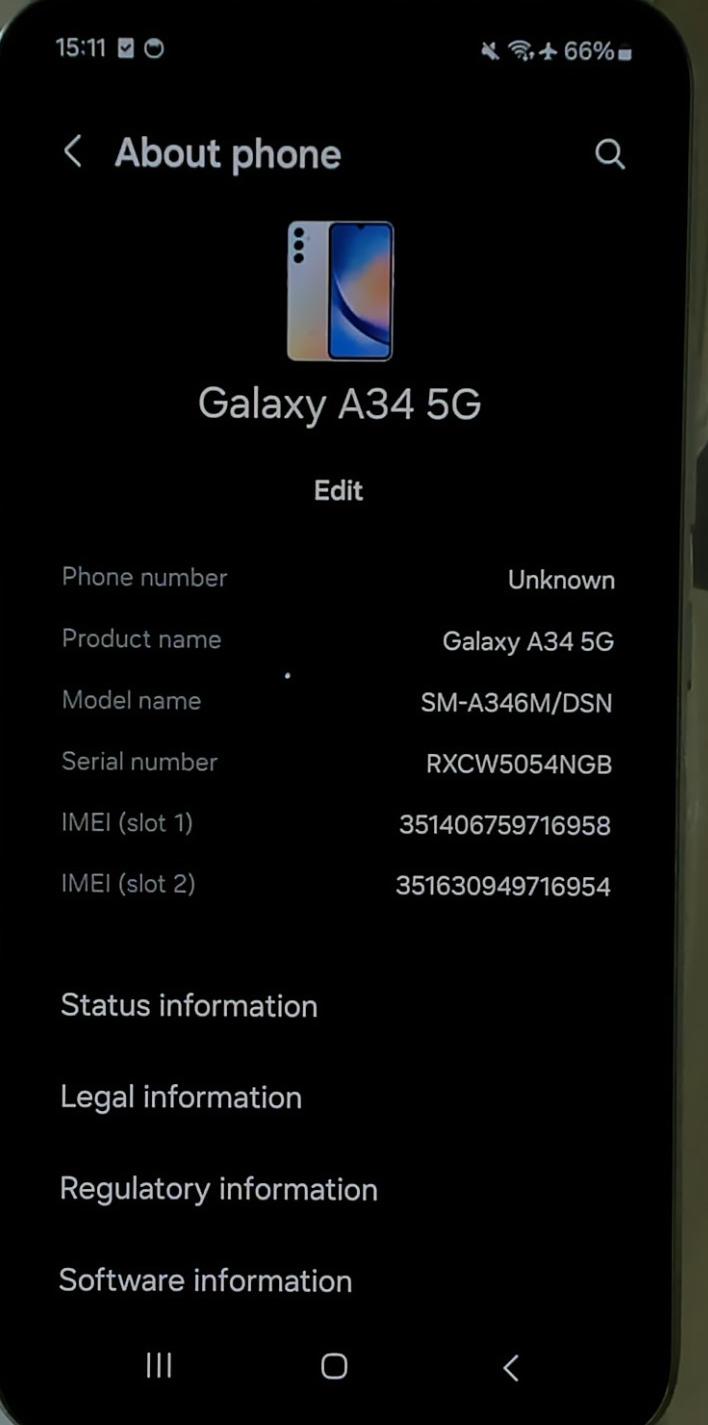 15:11 66%
About phone
Galaxy A34 5G
Edit
Phone number Unknown
Product name Galaxy A34 5G
Model name SM-A346M/DSN
Serial number RXCW5054NGB
IMEI (slot 1) 351406759716958
IMEI (slot 2) 351630949716954
Status information
Legal information
Regulatory information
Software information